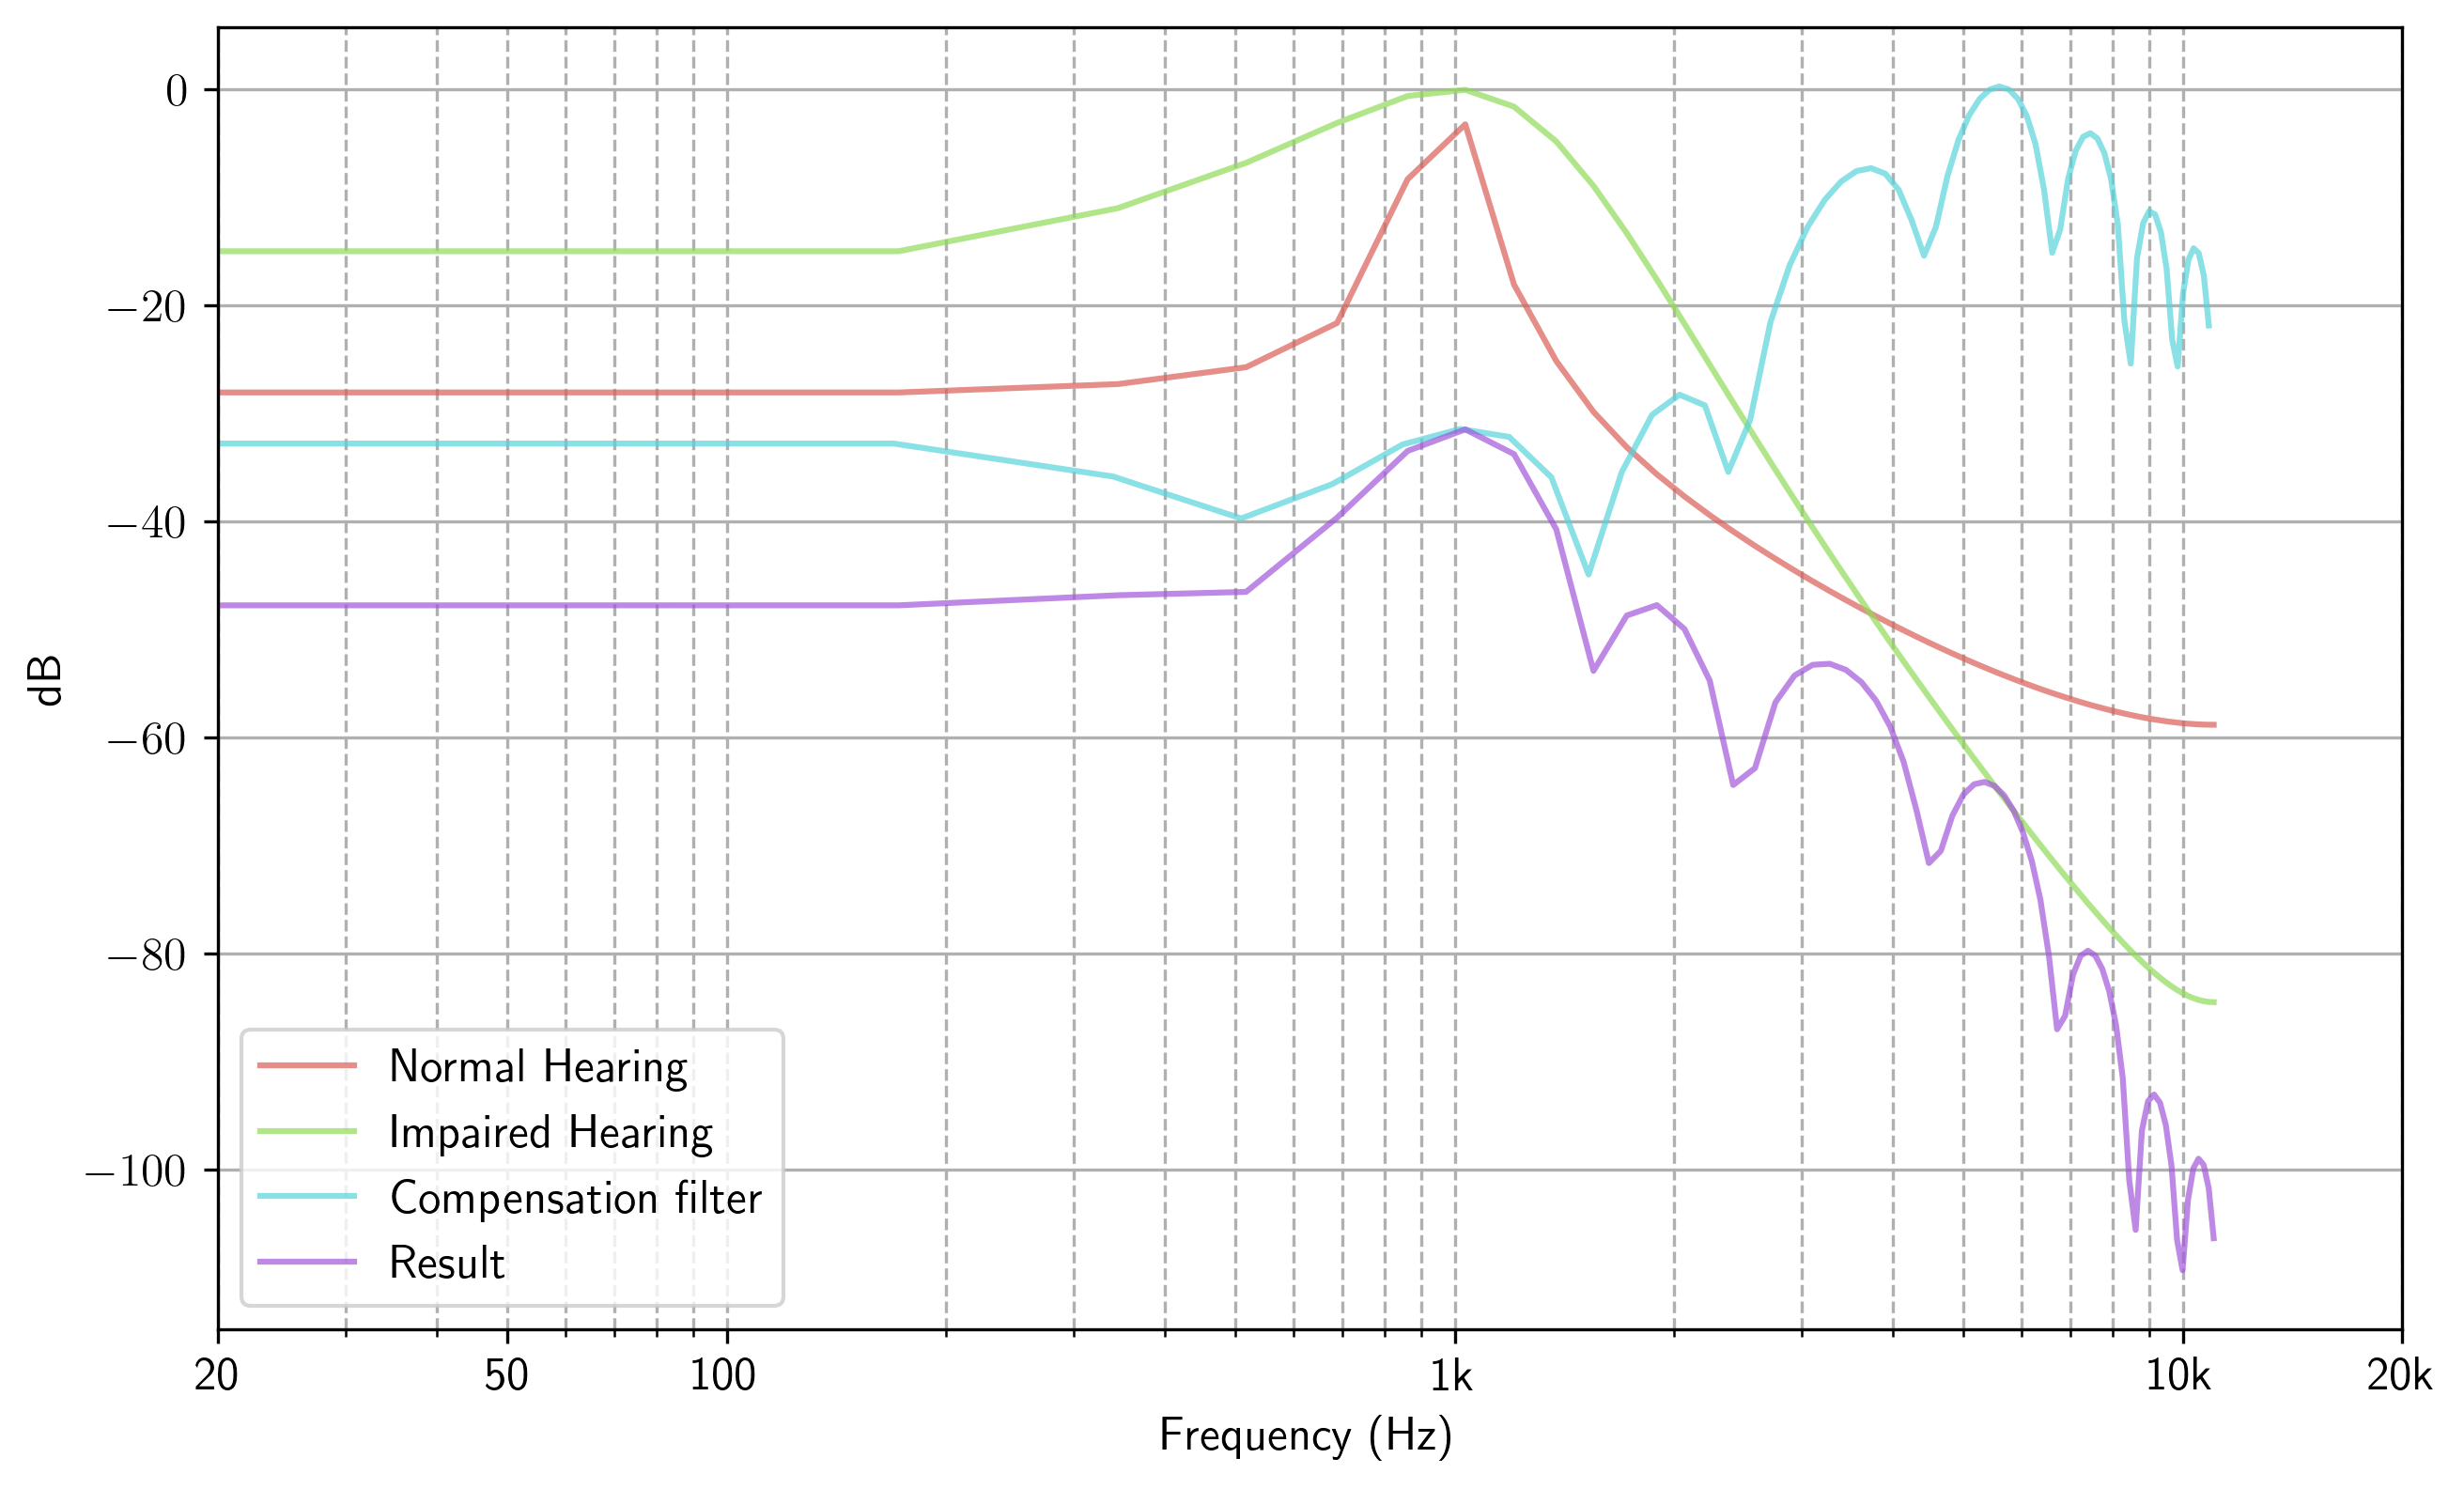 0
−20
−40
−60
−80
−100
dB
Normal Hearing
Impaired Hearing
Compensation filter
Result
20 50 100 1k 10k 20k
Frequency (Hz)